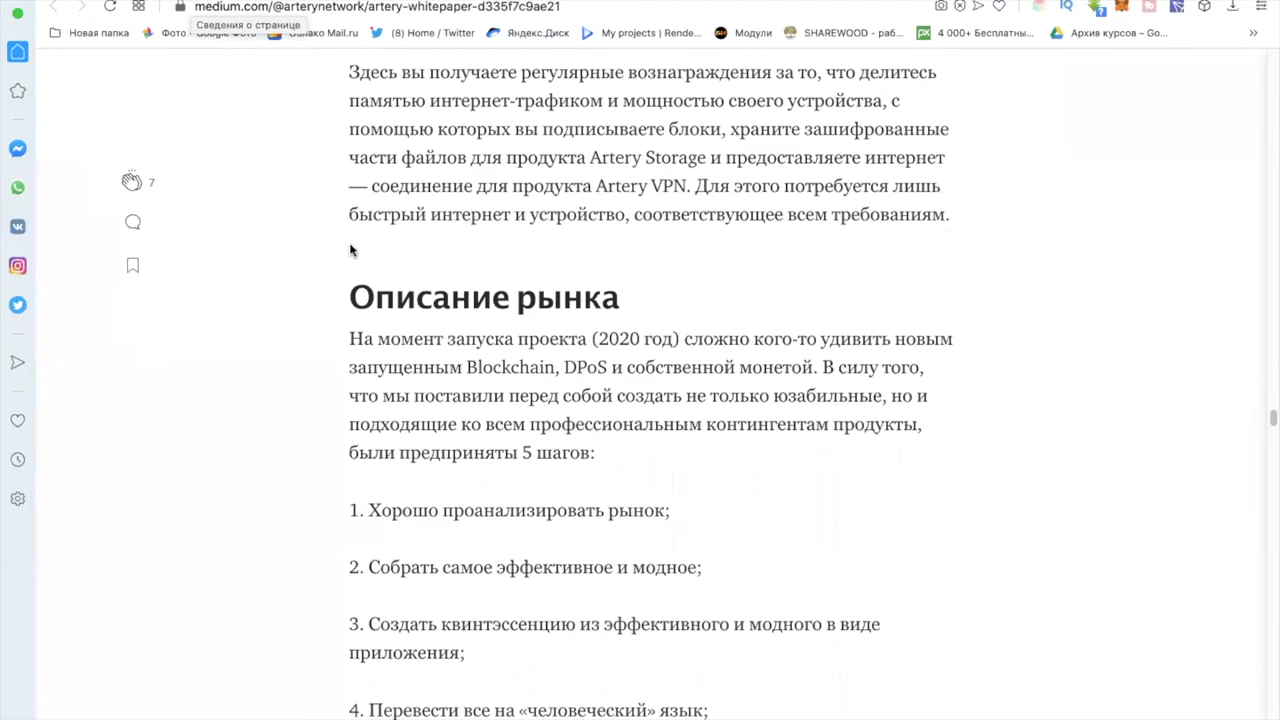 medium.com/@arterynetwork/artery-whitepaper-d335f7c9ae21
Сведения о странице
Новая папка
Фото - Google Фото
Однако Mail.ru
(8) Home / Twitter
Яндекс.Диск
My projects | Rende...
Модули
SHAREWOOD - раб...
4 000+ Бесплатны...
Архив курсов – Go...
»
Здесь вы получаете регулярные вознаграждения за то, что делитесь
памятью интернет-трафиком и мощностью своего устройства, с
помощью которых вы подписываете блоки, храните зашифрованные
части файлов для продукта Artery Storage и предоставляете интернет
— соединение для продукта Artery VPN. Для этого потребуется лишь
быстрый интернет и устройство, соответствующее всем требованиям.
7
Описание рынка
На момент запуска проекта (2020 год) сложно кого-то удивить новым
запущенным Blockchain, DPoS и собственной монетой. В силу того,
что мы поставили перед собой создать не только юзабильные, но и
подходящие ко всем профессиональным контингентам продукты,
были предприняты 5 шагов:
1. Хорошо проанализировать рынок;
2. Собрать самое эффективное и модное;
3. Создать квинтэссенцию из эффективного и модного в виде
приложения;
4. Перевести все на «человеческий» язык;